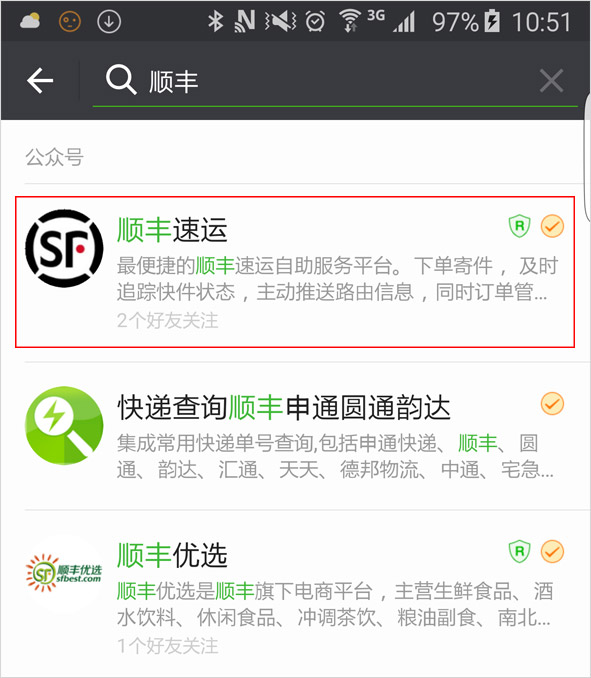 3G 97% 10:51
顺丰
公众号
SF
顺丰速运
R
最便捷的顺丰速运自助服务平台。下单寄件，及时
追踪快件状态，主动推送路由信息，同时订单管...
2个好友关注
快递查询顺丰申通圆通韵达
集成常用快递单号查询,包括申通快递、顺丰、圆
通、韵达、汇通、天天、德邦物流、中通、宅急...
SF 顺丰优选
sfbest.com
顺丰优选
R
顺丰优选是顺丰旗下电商平台，主营生鲜食品、酒
水饮料、休闲食品、冲调茶饮、粮油副食、南北...
1个好友关注